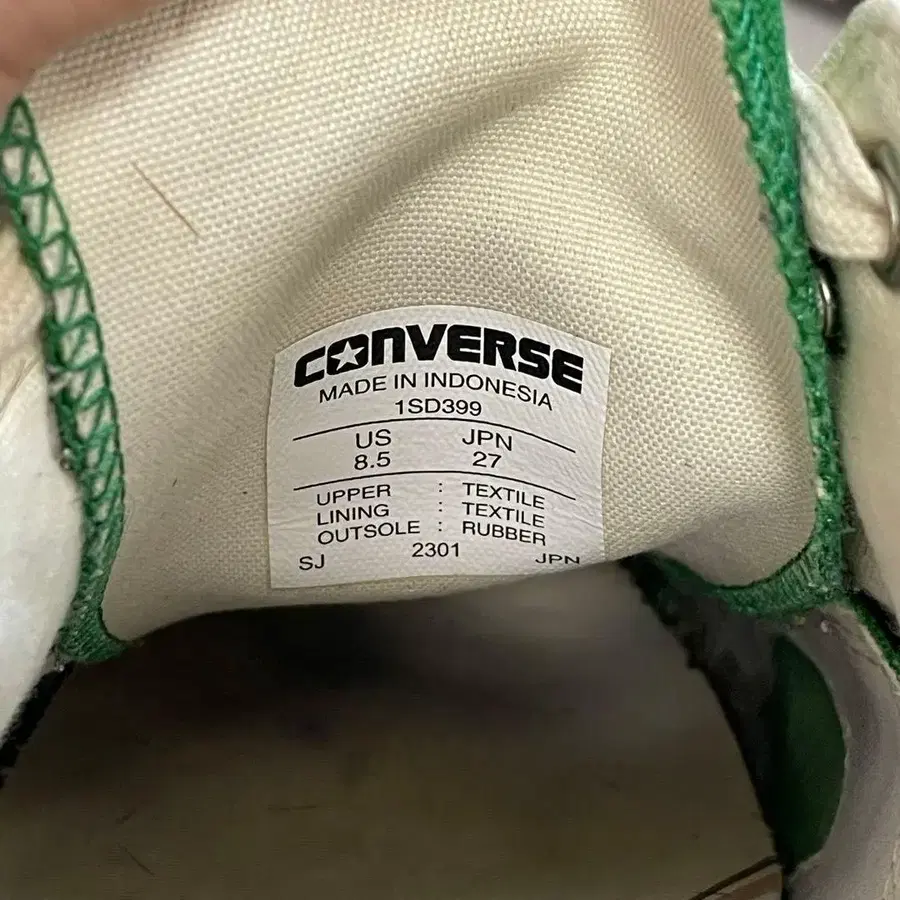 CONVERSE
MADE IN INDONESIA
1SD399
US JPN
8.5 27
UPPER : TEXTILE
LINING : TEXTILE
OUTSOLE : RUBBER
SJ 2301 JPN